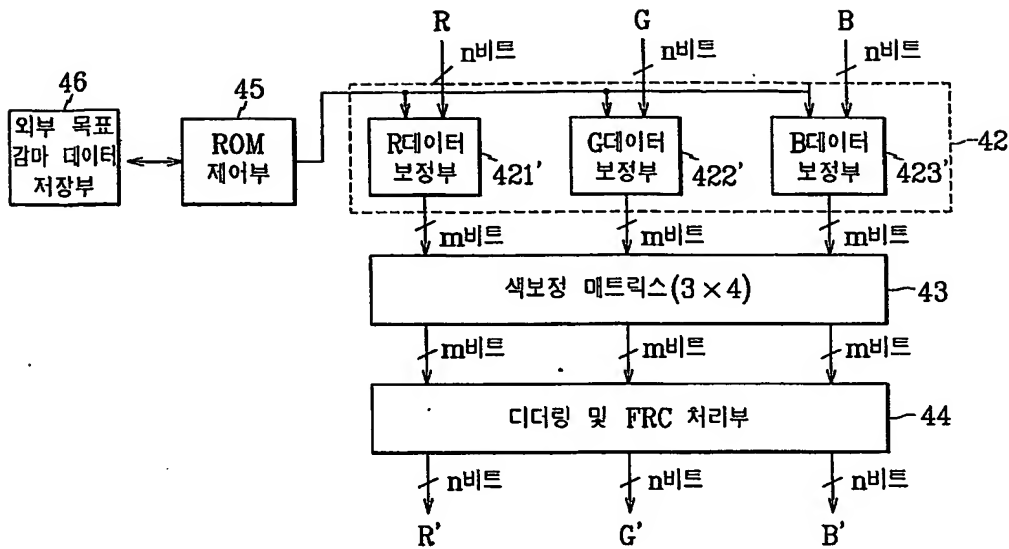 R G B
n비트 n비트 n비트
46
45
외부 목표
감마 데이터
저장부
ROM
제어부
R데이터
보정부
421'
G데이터
보정부
422'
B데이터
보정부
423'
42
m비트 m비트 m비트
색보정 매트릭스(3×4)
43
m비트 m비트 m비트
디더링 및 FRC 처리부
44
n비트 n비트 n비트
R' G' B'